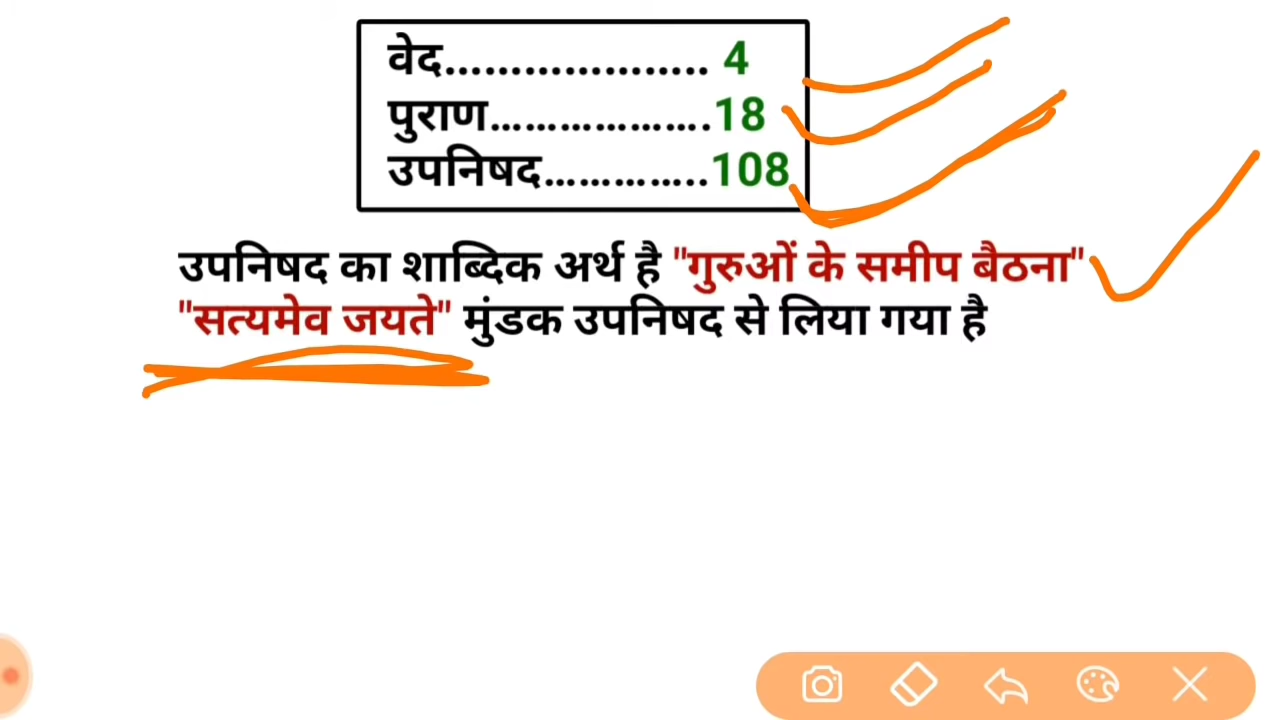 वेद.................... 4
पुराण...................18
उपनिषद..............108
उपनिषद का शाब्दिक अर्थ है "गुरुओं के समीप बैठना"
"सत्यमेव जयते" मुंडक उपनिषद से लिया गया है